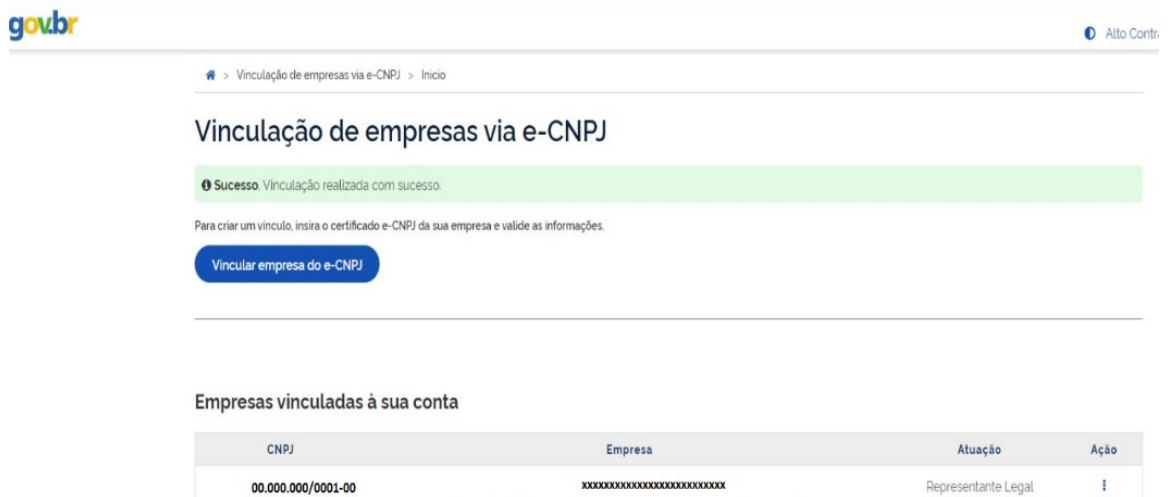 gov.br
Alto Contra
> Vinculação de empresas via e-CNPJ > Inicio
Vinculação de empresas via e-CNPJ
Sucesso. Vinculação realizada com sucesso.
Para criar um vínculo, insira o certificado e-CNPJ da sua empresa e valide as informações.
Vincular empresa do e-CNPJ
Empresas vinculadas à sua conta
CNPJ Empresa Atuação Ação
00.000.000/0001-00 xxxxxxxxxxxxxxxxxxxxxxxxxx Representante Legal